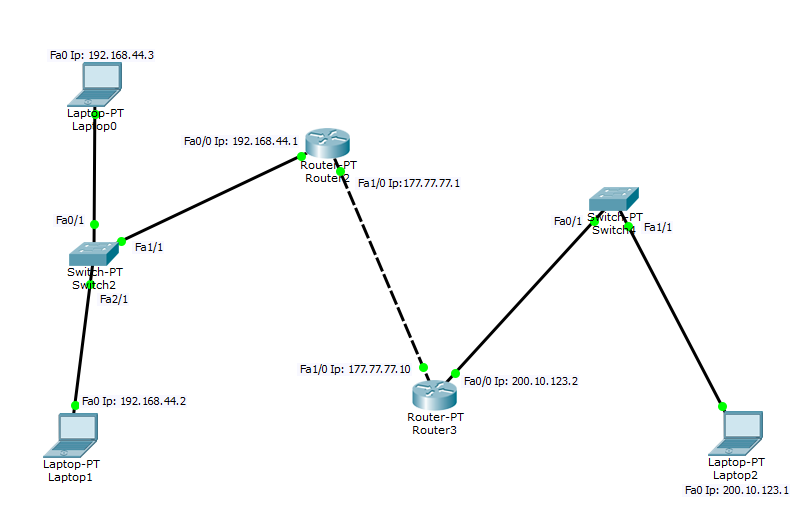 Fa0 Ip: 192.168.44.3
Laptop-PT
Laptop0
Fa0/0 Ip: 192.168.44.1
Router-PT
Router2
Fa1/0 Ip:177.77.77.1
Fa0/1
Fa1/1
Switch-PT
Switch2
Fa2/1
Fa0 Ip: 192.168.44.2
Laptop-PT
Laptop1
Fa1/0 Ip: 177.77.77.10
Fa0/0 Ip: 200.10.123.2
Router-PT
Router3
Fa0/1
Switch-PT
Switch4
Fa1/1
Laptop-PT
Laptop2
Fa0 Ip: 200.10.123.1